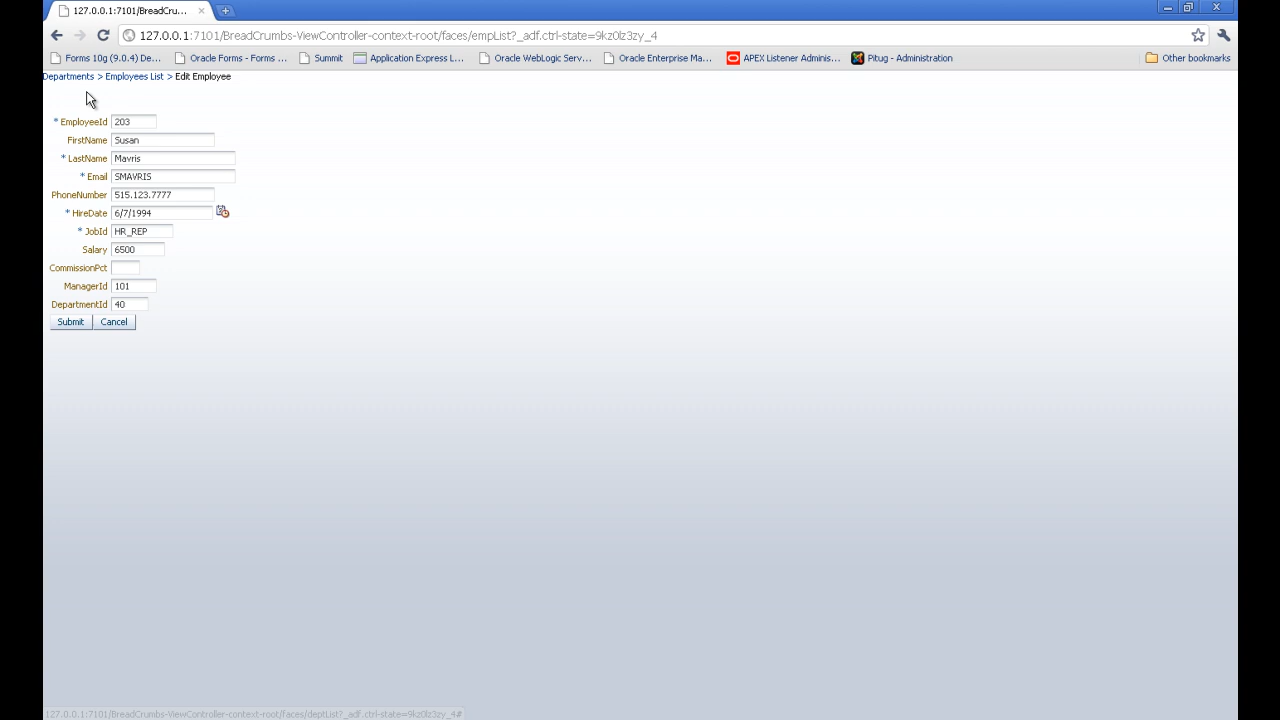 127.0.0.1:7101/BreadCru...
127.0.0.1:7101/BreadCrumbs-ViewController-context-root/faces/empList?_adf.ctrl-state=9kz0lz3zy_4
Forms 10g (9.0.4) De... Oracle Forms - Forms ... Summit Application Express L... Oracle WebLogic Serv... Oracle Enterprise Ma... APEX Listener Adminis... Pitug - Administration Other bookmarks
Departments > Employees List > Edit Employee
* EmployeeId 203
FirstName Susan
* LastName Mavris
* Email SMAVRIS
PhoneNumber 515.123.7777
* HireDate 6/7/1994
* JobId HR_REP
Salary 6500
CommissionPct
ManagerId 101
DepartmentId 40
Submit Cancel
127.0.0.1:7101/BreadCrumbs-ViewController-context-root/faces/deptList?_adf.ctrl-state=9kz0lz3zy_4#